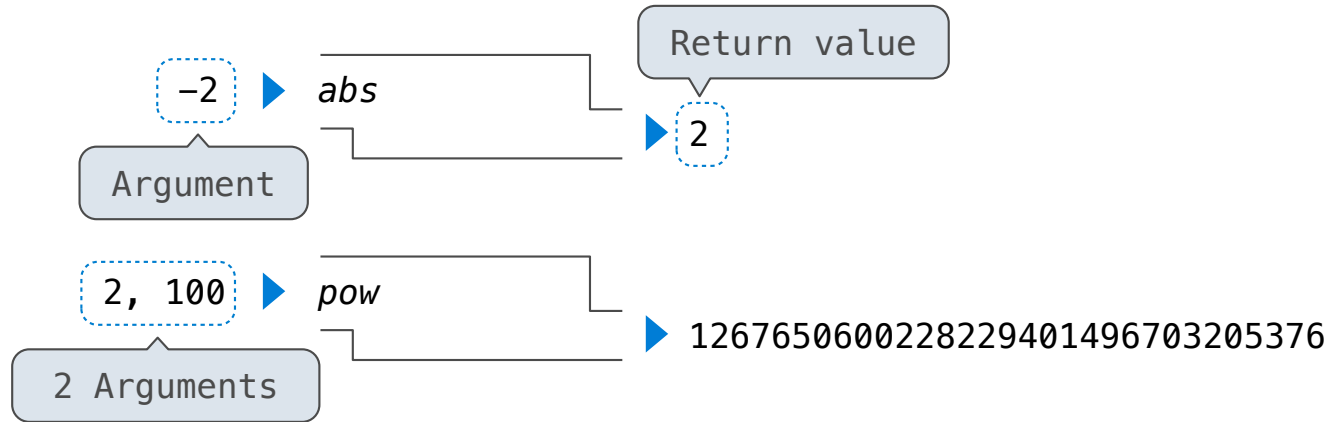 Return value
−2 abs
2
Argument
2, 100 pow
1267650600228229401496703205376
2 Arguments